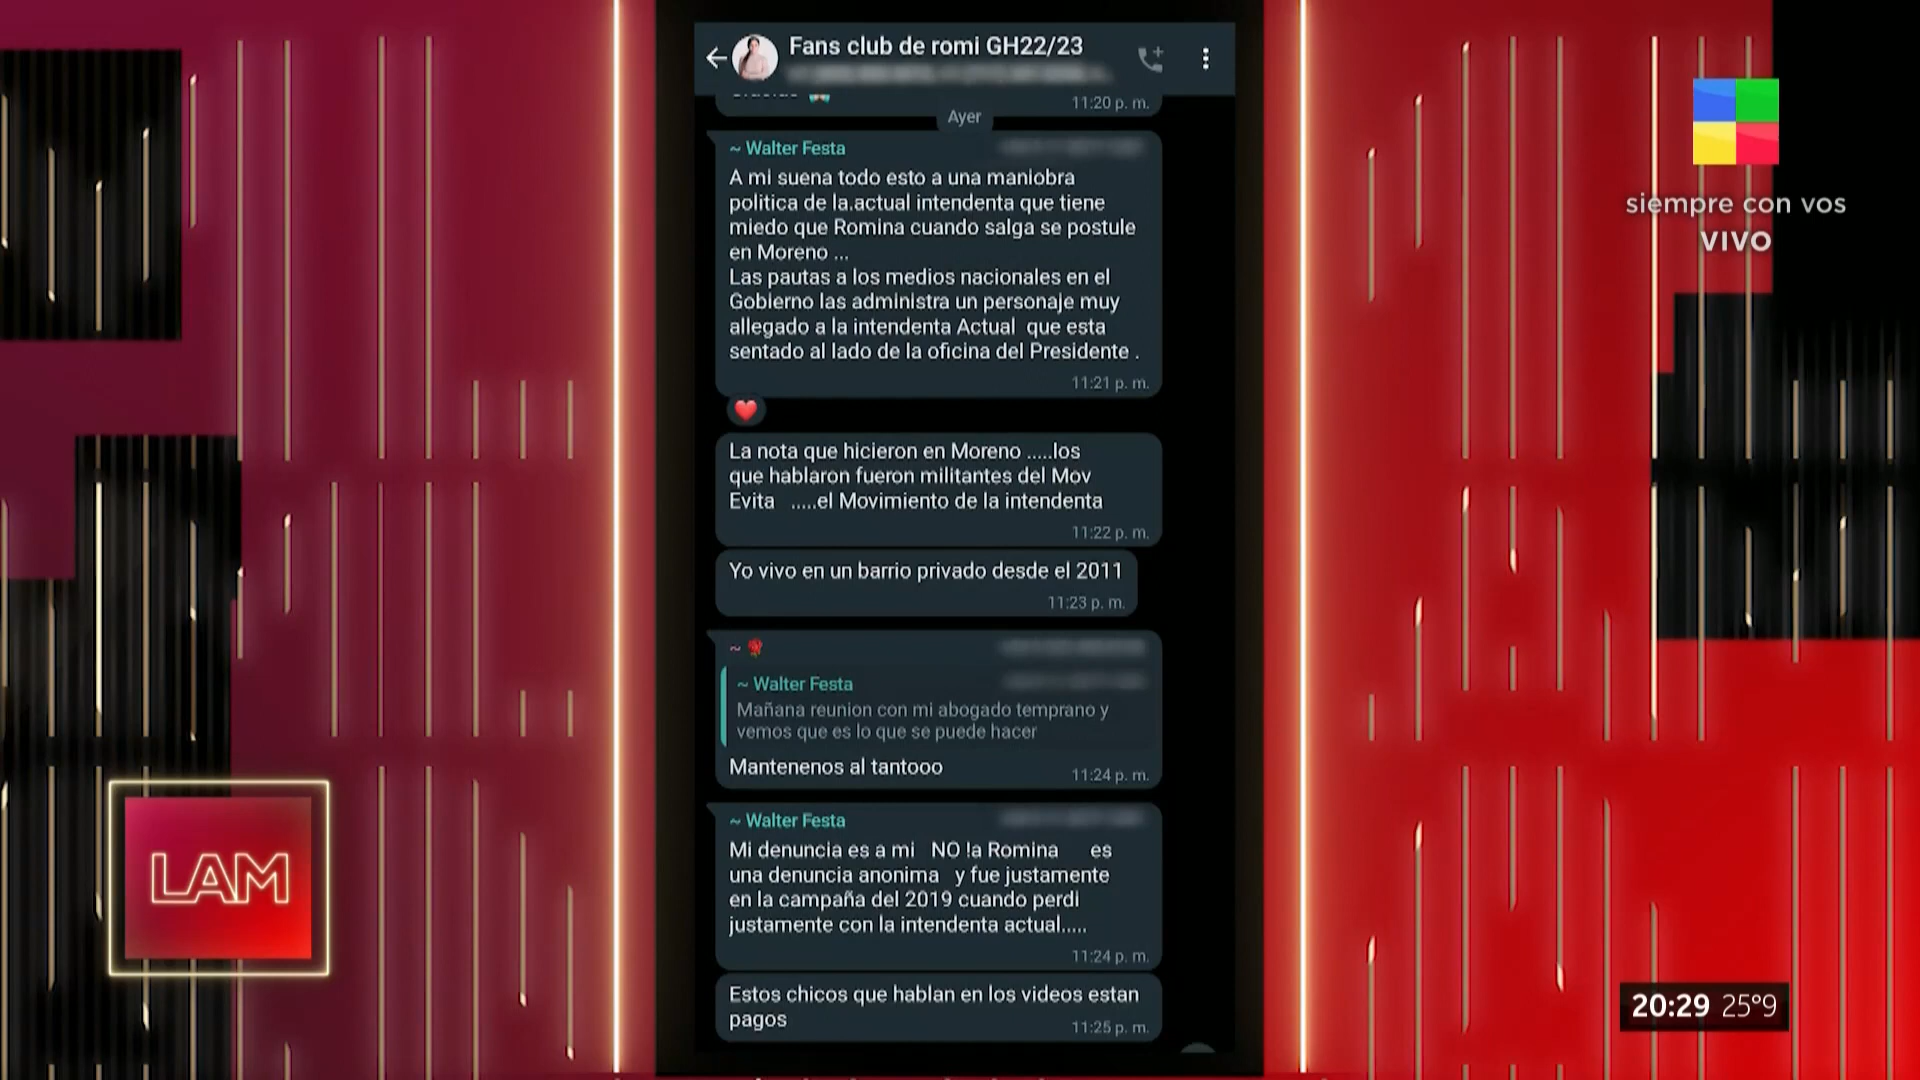 Fans club de romi GH22/23
11:20 p. m.
Ayer
~ Walter Festa
A mi suena todo esto a una maniobra
politica de la.actual intendenta que tiene
miedo que Romina cuando salga se postule
en Moreno ...
Las pautas a los medios nacionales en el
Gobierno las administra un personaje muy
allegado a la intendenta Actual que esta
sentado al lado de la oficina del Presidente .
11:21 p. m.
La nota que hicieron en Moreno .....los
que hablaron fueron militantes del Mov
Evita .....el Movimiento de la intendenta
11:22 p. m.
Yo vivo en un barrio privado desde el 2011
11:23 p. m.
~
~ Walter Festa
Mañana reunion con mi abogado temprano y
vemos que es lo que se puede hacer
Mantenenos al tantooo
11:24 p. m.
~ Walter Festa
Mi denuncia es a mi NO !a Romina es
una denuncia anonima y fue justamente
en la campaña del 2019 cuando perdI
justamente con la intendenta actual.....
11:24 p. m.
Estos chicos que hablan en los videos estan
pagos
11:25 p. m.
siempre con vos
VIVO
LAM
20:29 25°9